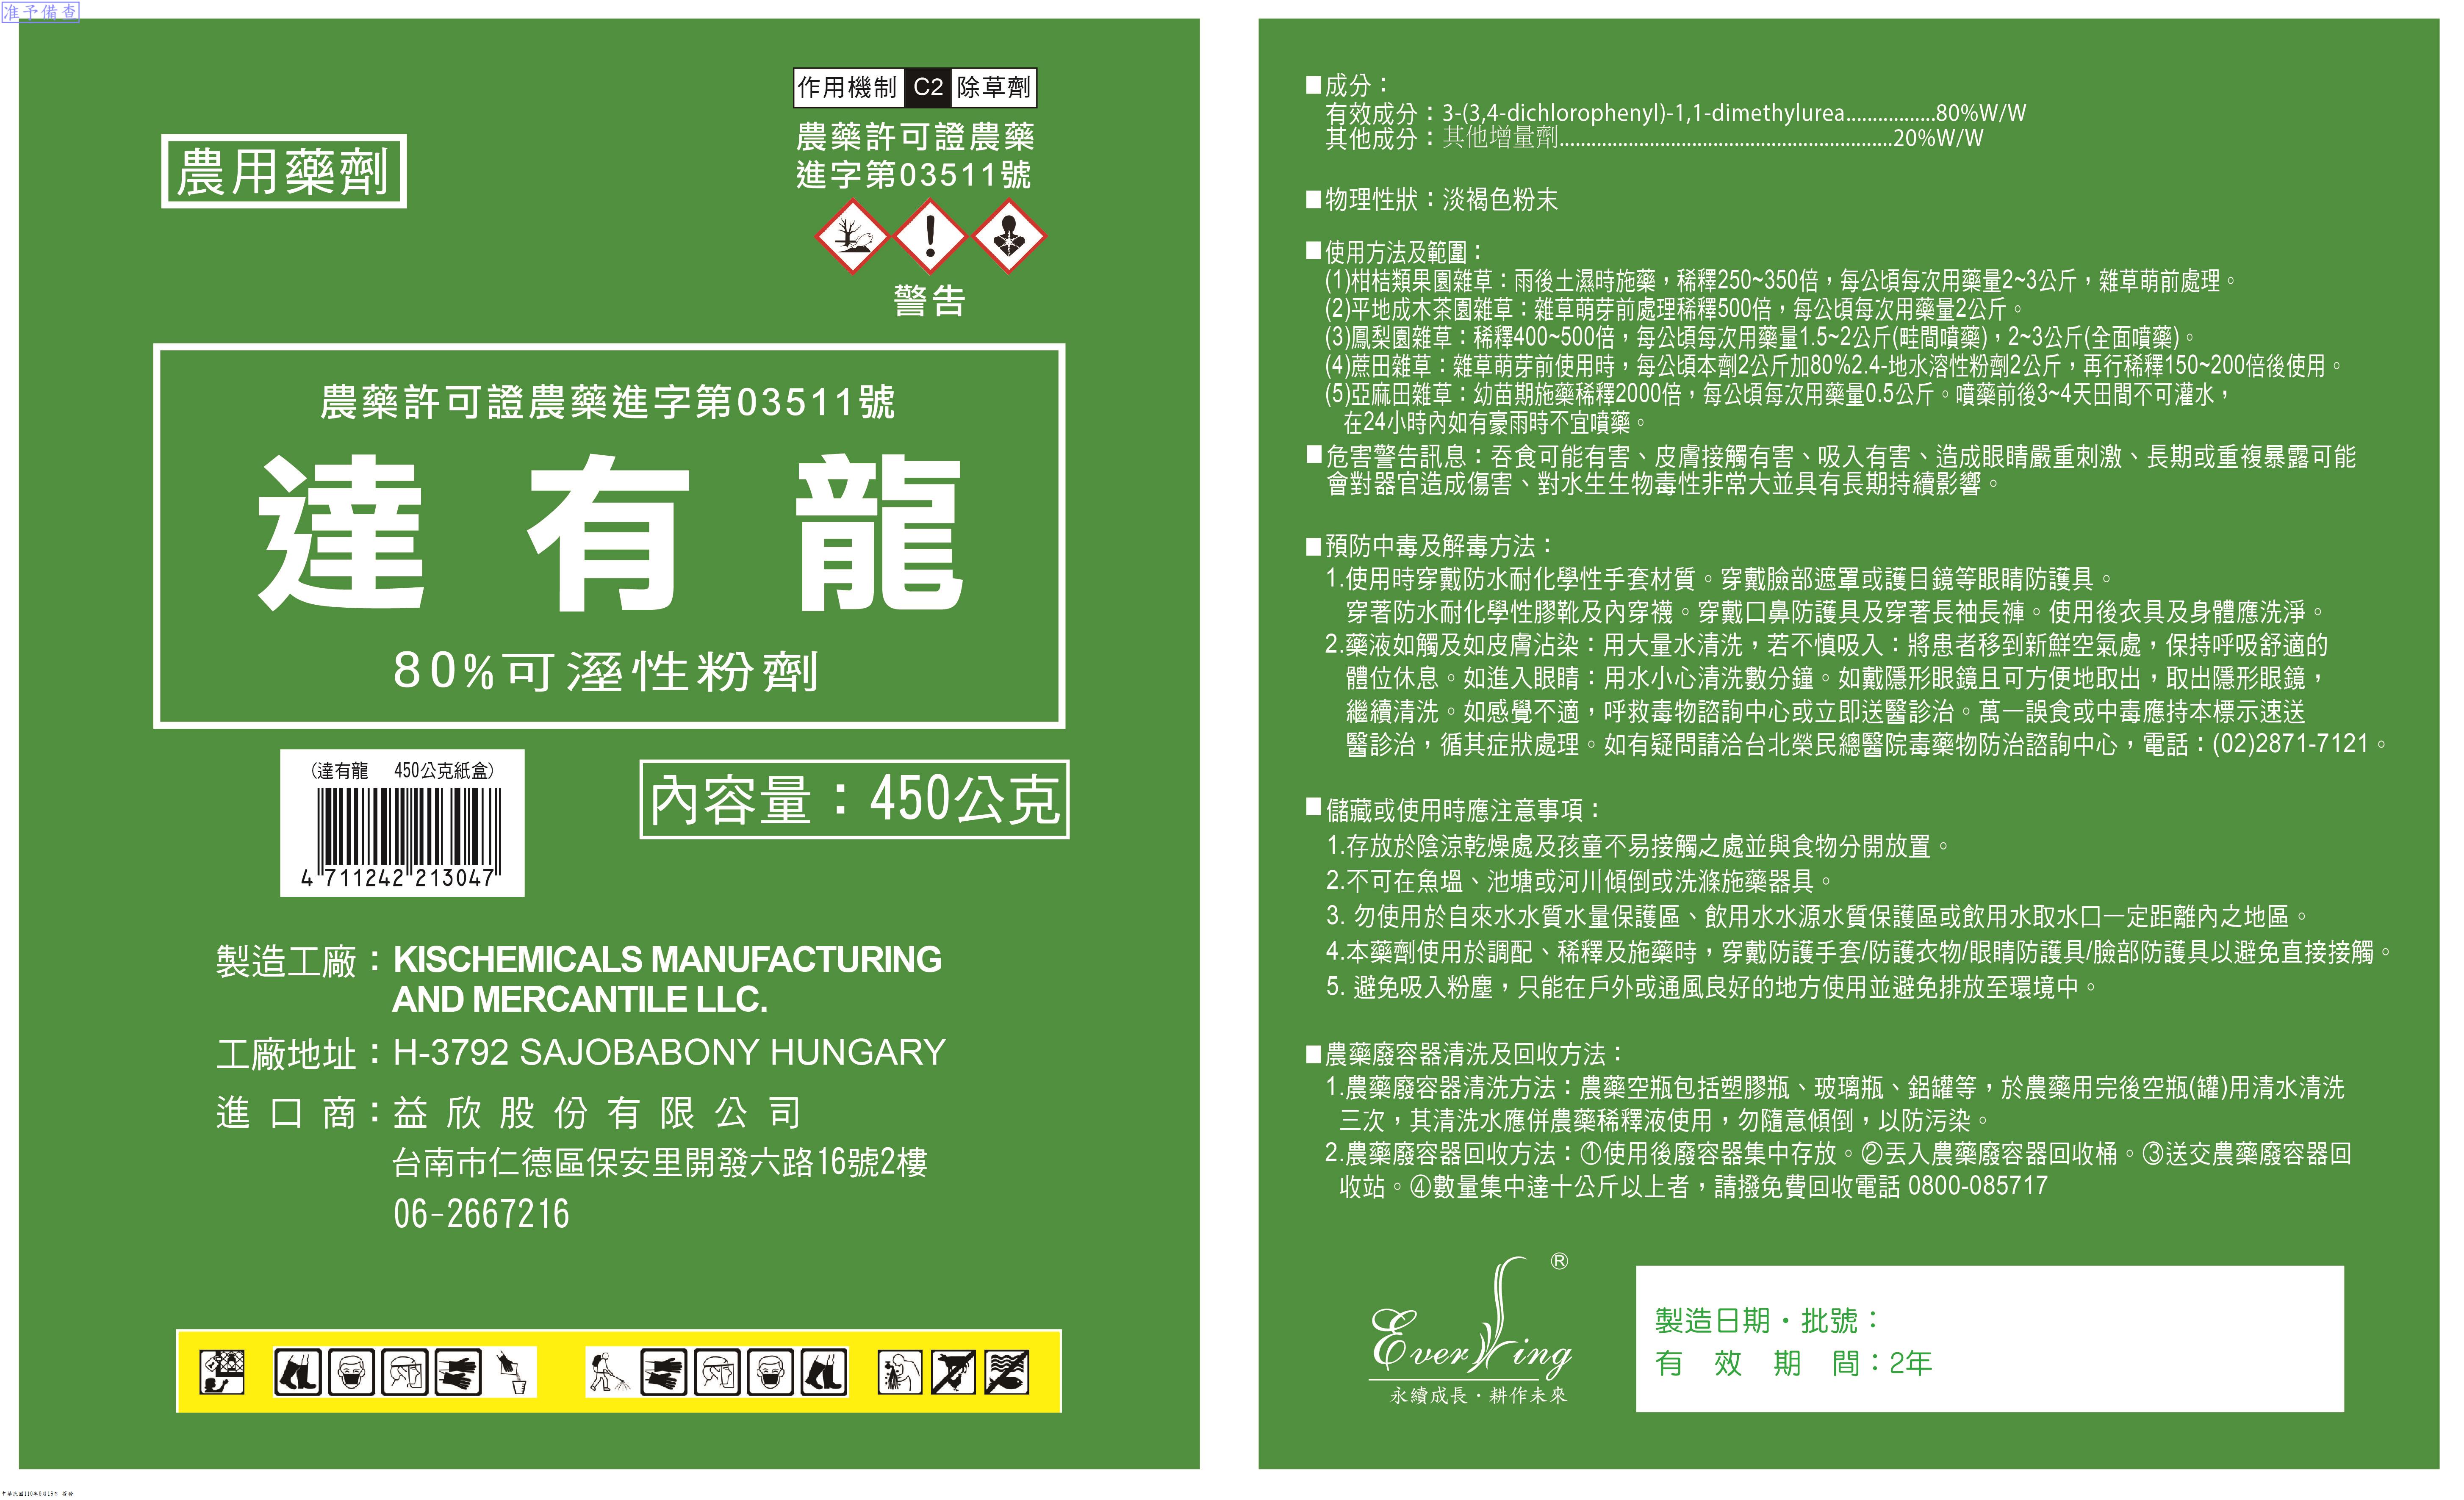 准予備查
作用機制 C2 除草劑
農藥許可證農藥
進字第03511號
農用藥劑
警告
農藥許可證農藥進字第03511號
達有龍
80%可溼性粉劑
(達有龍 450公克紙盒)
4 711242 213047
內容量：450公克
製造工廠：KISCHEMICALS MANUFACTURING
AND MERCANTILE LLC.
工廠地址：H-3792 SAJOBABONY HUNGARY
進口商：益欣股份有限公司
台南市仁德區保安里開發六路16號2樓
06-2667216
■成分：
有效成分：3-(3,4-dichlorophenyl)-1,1-dimethylurea.................80%W/W
其他成分：其他增量劑...............................................................20%W/W
■物理性狀：淡褐色粉末
■使用方法及範圍：
(1)柑桔類果園雜草：雨後土濕時施藥，稀釋250~350倍，每公頃每次用藥量2~3公斤，雜草萌前處理。
(2)平地成木茶園雜草：雜草萌芽前處理稀釋500倍，每公頃每次用藥量2公斤。
(3)鳳梨園雜草：稀釋400~500倍，每公頃每次用藥量1.5~2公斤(畦間噴藥)，2~3公斤(全面噴藥)。
(4)蔗田雜草：雜草萌芽前使用時，每公頃本劑2公斤加80%2.4-地水溶性粉劑2公斤，再行稀釋150~200倍後使用。
(5)亞麻田雜草：幼苗期施藥稀釋2000倍，每公頃每次用藥量0.5公斤。噴藥前後3~4天田間不可灌水，
在24小時內如有豪雨時不宜噴藥。
■危害警告訊息：吞食可能有害、皮膚接觸有害、吸入有害、造成眼睛嚴重刺激、長期或重複暴露可能
會對器官造成傷害、對水生生物毒性非常大並具有長期持續影響。
■預防中毒及解毒方法：
1.使用時穿戴防水耐化學性手套材質。穿戴臉部遮罩或護目鏡等眼睛防護具。
穿著防水耐化學性膠靴及內穿襪。穿戴口鼻防護具及穿著長袖長褲。使用後衣具及身體應洗淨。
2.藥液如觸及如皮膚沾染：用大量水清洗，若不慎吸入：將患者移到新鮮空氣處，保持呼吸舒適的
體位休息。如進入眼睛：用水小心清洗數分鐘。如戴隱形眼鏡且可方便地取出，取出隱形眼鏡，
繼續清洗。如感覺不適，呼救毒物諮詢中心或立即送醫診治。萬一誤食或中毒應持本標示速送
醫診治，循其症狀處理。如有疑問請洽台北榮民總醫院毒藥物防治諮詢中心，電話：(02)2871-7121。
■儲藏或使用時應注意事項：
1.存放於陰涼乾燥處及孩童不易接觸之處並與食物分開放置。
2.不可在魚塭、池塘或河川傾倒或洗滌施藥器具。
3. 勿使用於自來水水質水量保護區、飲用水水源水質保護區或飲用水取水口一定距離內之地區。
4.本藥劑使用於調配、稀釋及施藥時，穿戴防護手套/防護衣物/眼睛防護具/臉部防護具以避免直接接觸。
5. 避免吸入粉塵，只能在戶外或通風良好的地方使用並避免排放至環境中。
■農藥廢容器清洗及回收方法：
1.農藥廢容器清洗方法：農藥空瓶包括塑膠瓶、玻璃瓶、鋁罐等，於農藥用完後空瓶(罐)用清水清洗
三次，其清洗水應併農藥稀釋液使用，勿隨意傾倒，以防污染。
2.農藥廢容器回收方法：①使用後廢容器集中存放。②丟入農藥廢容器回收桶。③送交農藥廢容器回
收站。④數量集中達十公斤以上者，請撥免費回收電話 0800-085717
EverXing ®
永續成長・耕作未來
製造日期・批號：
有效期間：2年
中華民國110年9月16日